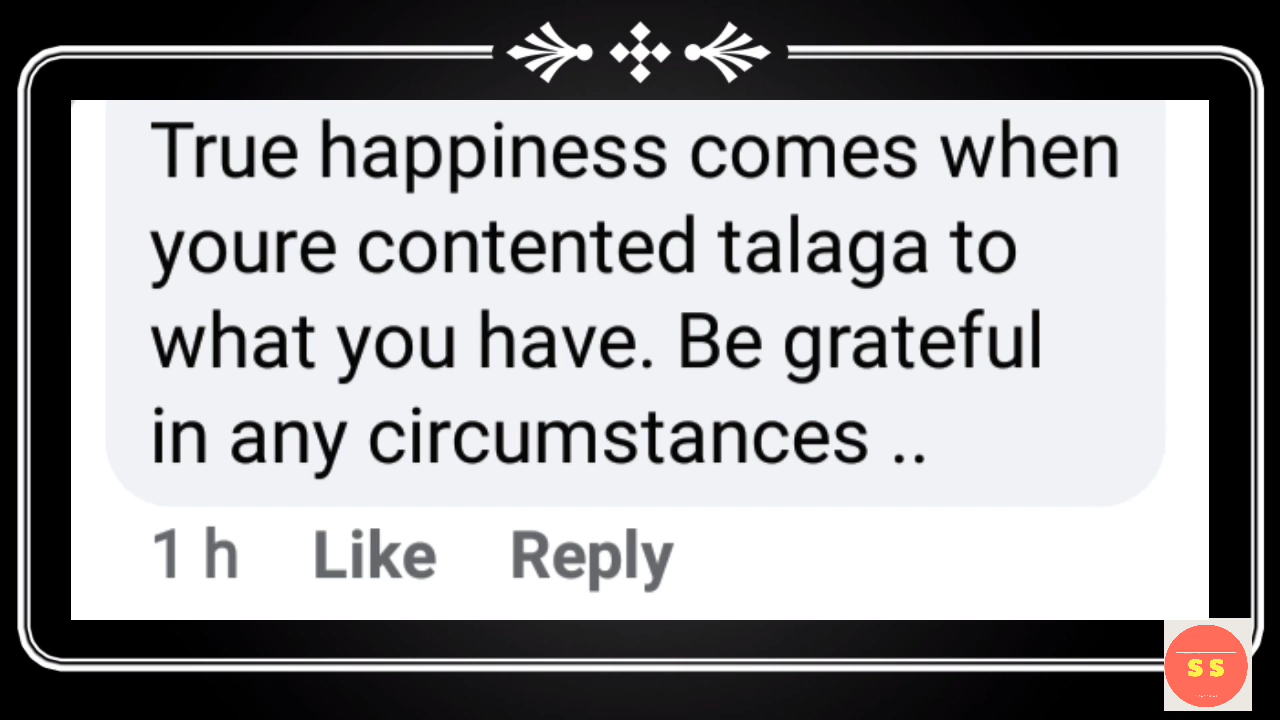 True happiness comes when
youre contented talaga to
what you have. Be grateful
in any circumstances ..
1 h Like Reply
S S